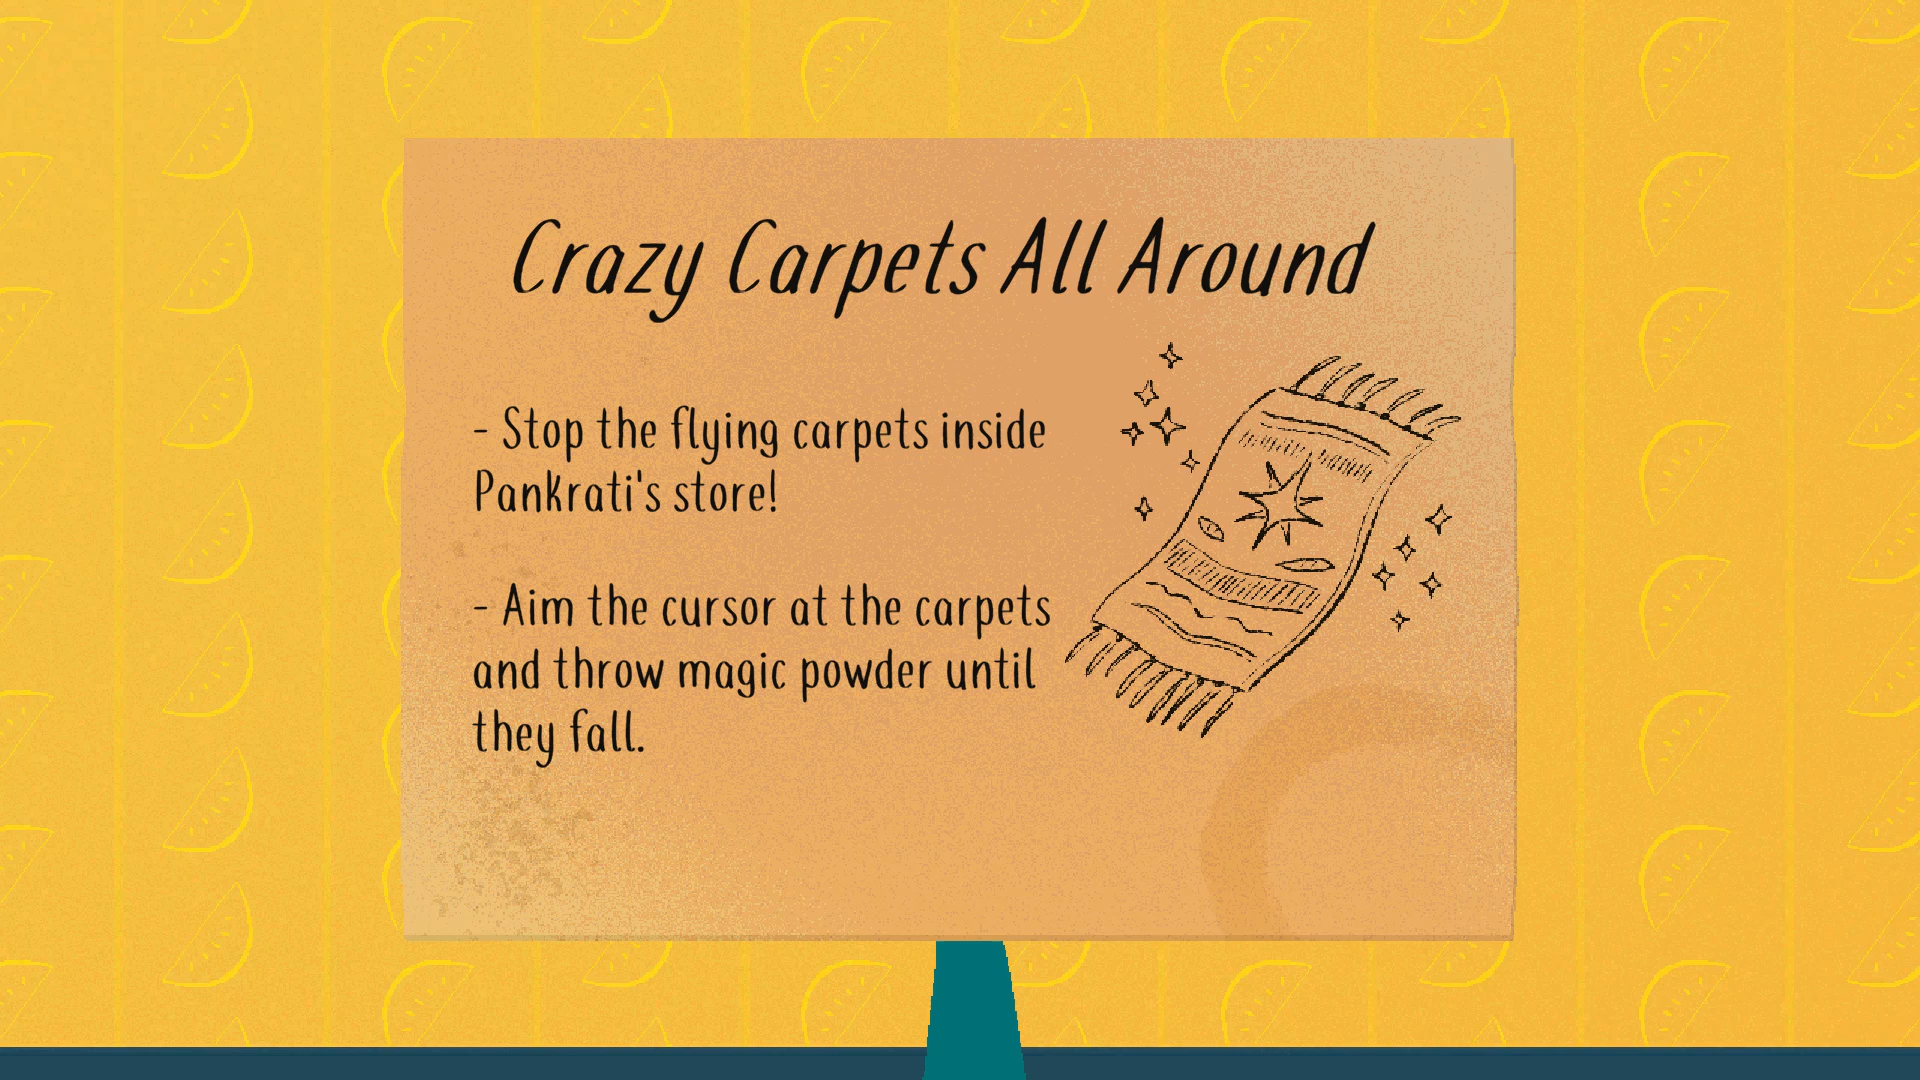 Crazy Carpets All Around
- Stop the flying carpets inside
Pankrati's store!
- Aim the cursor at the carpets
and throw magic powder until
they fall.